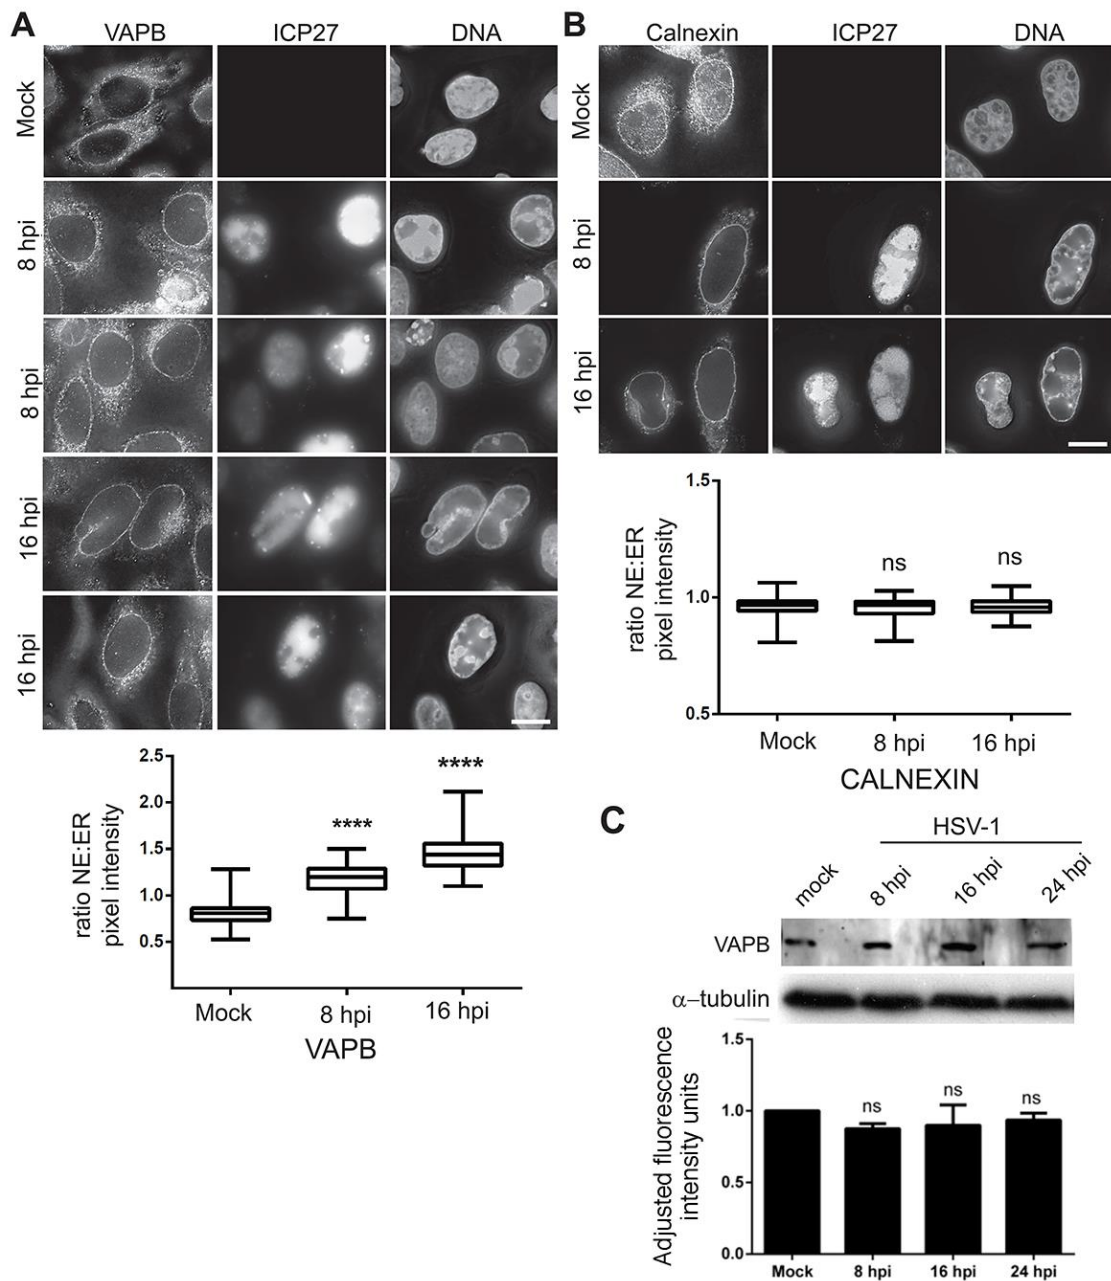 A
VAPB ICP27 DNA
Mock
8 hpi
8 hpi
16 hpi
16 hpi
2.5
2.0
1.5
1.0
0.5
ratio NE:ER
pixel intensity
****
****
Mock 8 hpi 16 hpi
VAPB
B
Calnexin ICP27 DNA
Mock
8 hpi
16 hpi
1.5
1.0
0.5
ratio NE:ER
pixel intensity
ns ns
Mock 8 hpi 16 hpi
CALNEXIN
C
HSV-1
mock 8 hpi 16 hpi 24 hpi
VAPB
α–tubulin
1.5
1.0
0.5
0.0
Adjusted fluorescence
intensity units
ns ns ns
Mock 8 hpi 16 hpi 24 hpi